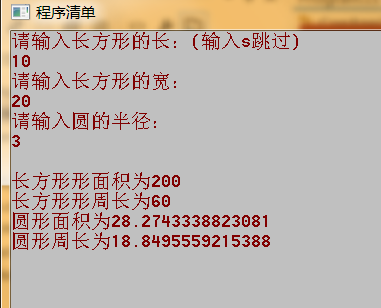 程序清单
请输入长方形的长：(输入s跳过)
10
请输入长方形的宽：
20
请输入圆的半径：
3
长方形形面积为200
长方形形周长为60
圆形面积为28.2743338823081
圆形周长为18.8495559215388